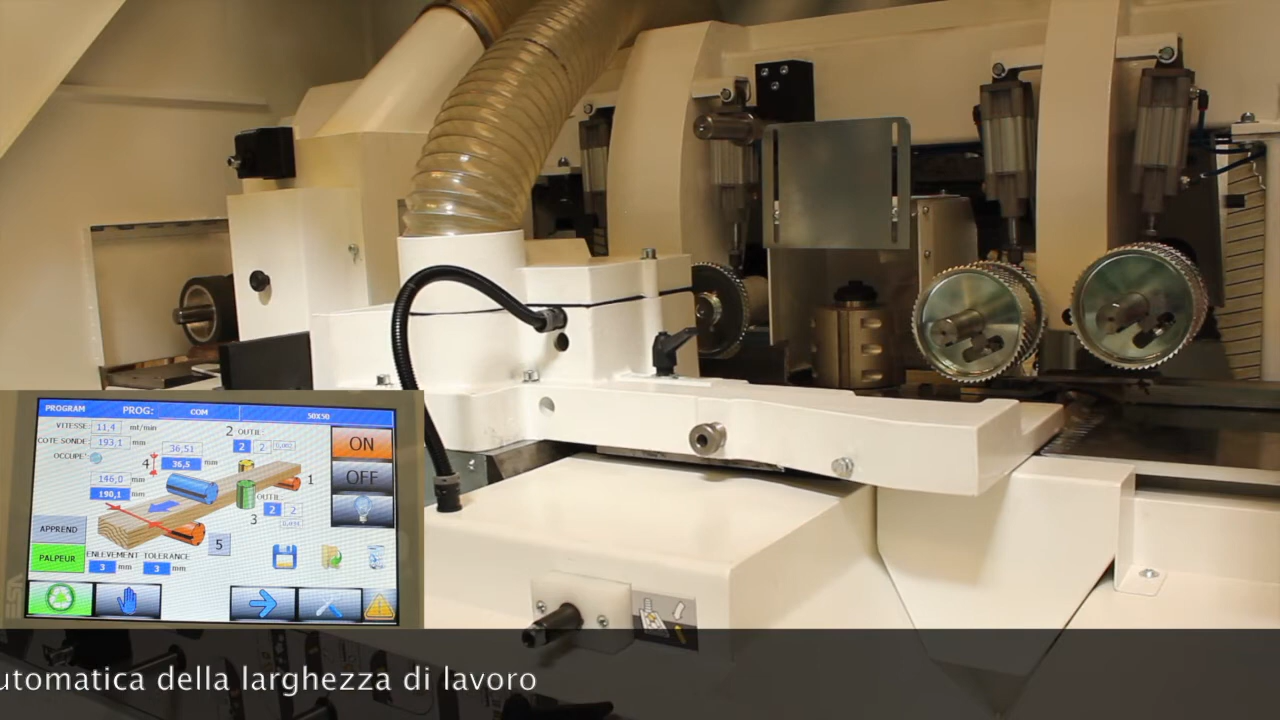 PROGRAM PROG: COM 50X50
VITESSE 11,4 mt/min
COTE SONDE 193,1 mm
OCCUPE'
2 OUTIL:
2 2
ON
OFF
36,51
4 36,5 mm
1
146,0 mm
190,1 mm
OUTIL:
2 2
3
5
APPREND
PALPEUR
ENLEVEMENT TOLERANCE
3 mm 3 mm
utomatica della larghezza di lavoro